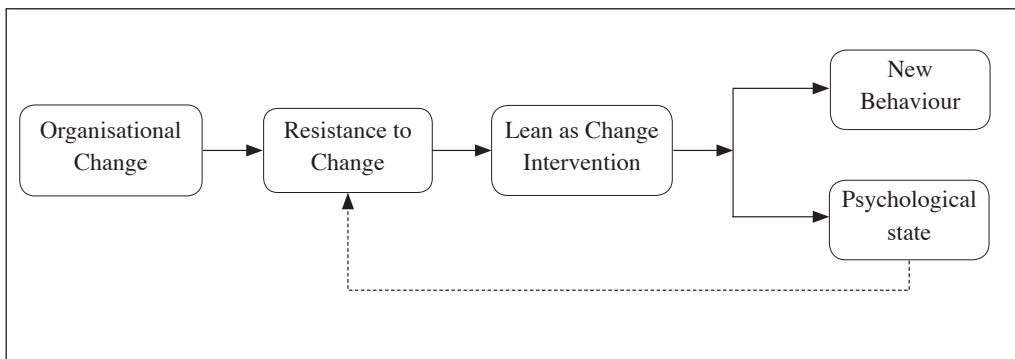 Organisational
Change
Resistance to
Change
Lean as Change
Intervention
New
Behaviour
Psychological
state